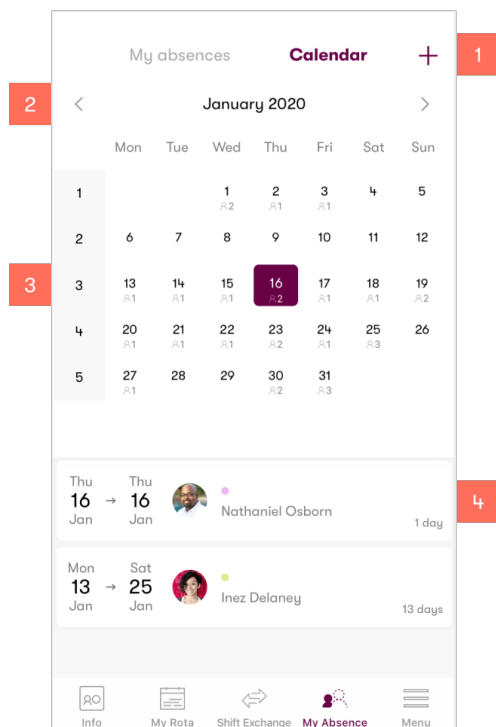 My absences Calendar + 1
2 < January 2020 >
Mon Tue Wed Thu Fri Sat Sun
1 1 2 3 4 5
2 1 1
2 6 7 8 9 10 11 12
3 3 13 14 15 16 17 18 19
1 1 1 2 1 1 2
4 20 21 22 23 24 25 26
1 1 1 2 1 3
5 27 28 29 30 31
1 2 3
Thu Thu
16 → 16
Jan Jan
Nathaniel Osborn
1 day
4
Mon Sat
13 → 25
Jan Jan
Inez Delaney
13 days
Info My Rota Shift Exchange My Absence Menu